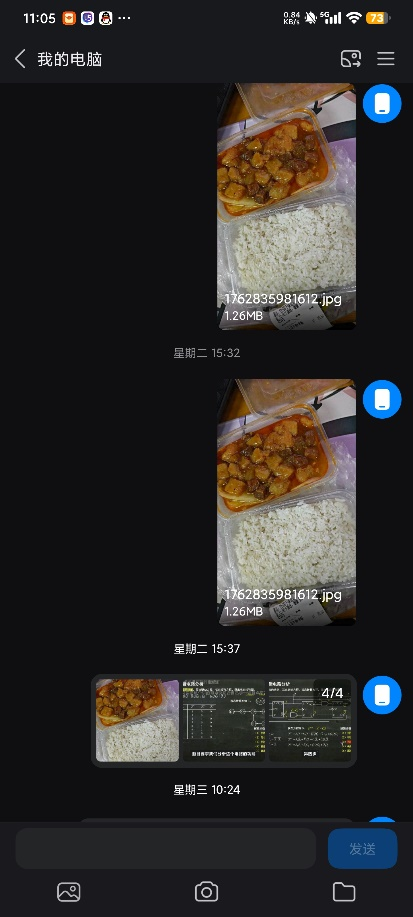 11:05
0.84
KB/s
5G
73
我的电脑
1762835981612.jpg
1.26MB
星期二 15:32
1762835981612.jpg
1.26MB
星期二 15:37
4/4
星期三 10:24
发送